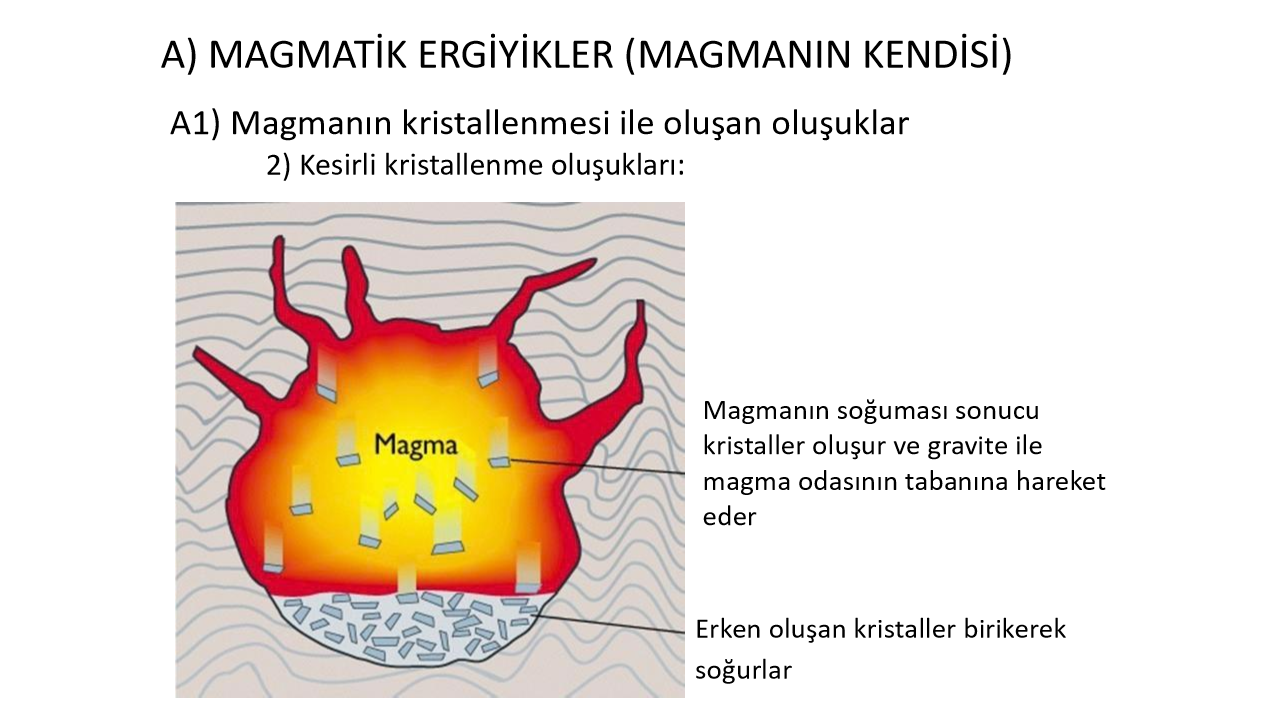 A) MAGMATİK ERGİYİKLER (MAGMANIN KENDİSİ)
A1) Magmanın kristallenmesi ile oluşan oluşuklar
2) Kesirli kristallenme oluşukları:
Magma
Magmanın soğuması sonucu
kristaller oluşur ve gravite ile
magma odasının tabanına hareket
eder
Erken oluşan kristaller birikerek
soğurlar